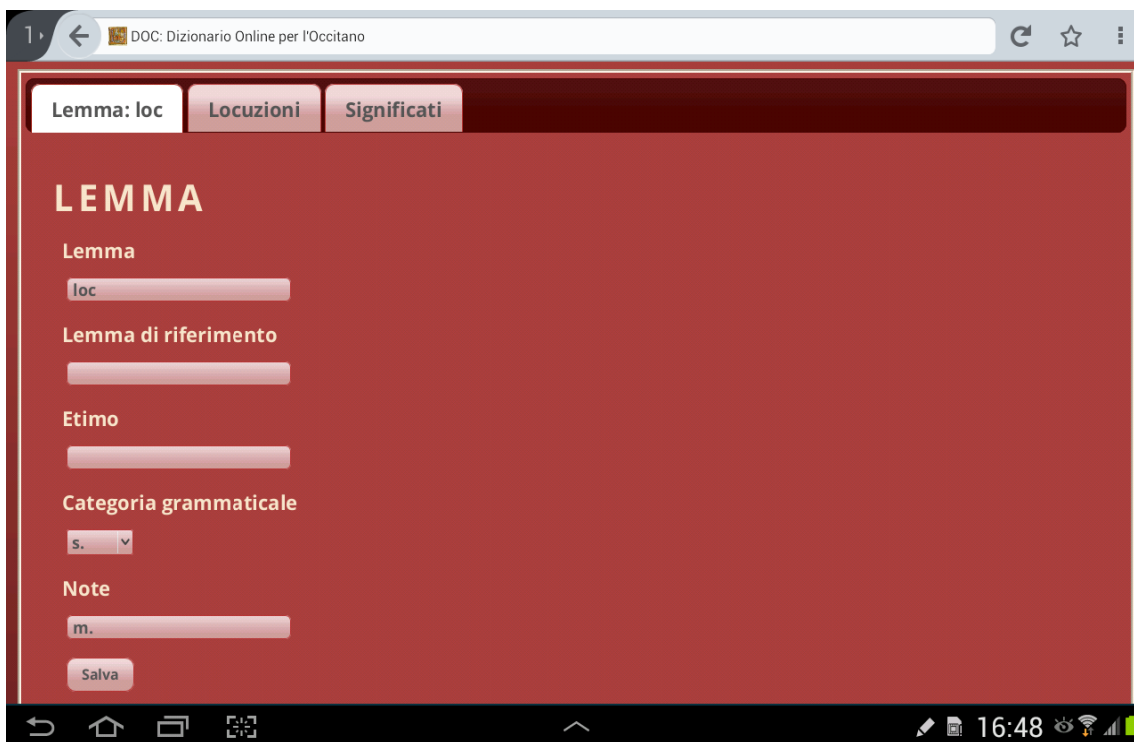 1
DOC: Dizionario Online per l'Occitano
Lemma: loc
Locuzioni
Significati
LEMMA
Lemma
loc
Lemma di riferimento
Etimo
Categoria grammaticale
s.
Note
m.
Salva
16:48